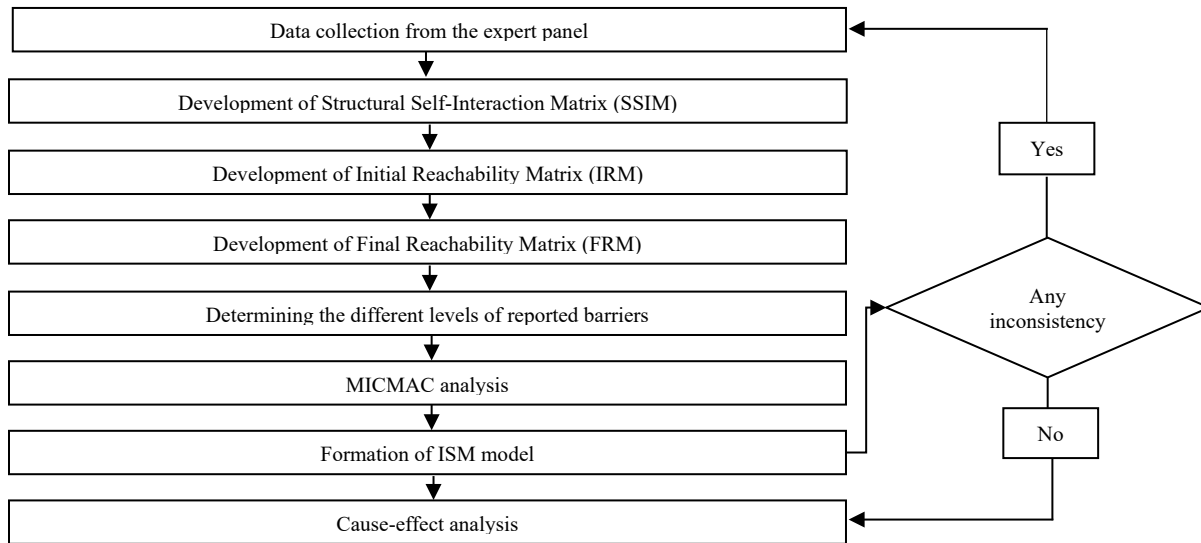 Data collection from the expert panel
Development of Structural Self-Interaction Matrix (SSIM)
Development of Initial Reachability Matrix (IRM)
Development of Final Reachability Matrix (FRM)
Determining the different levels of reported barriers
MICMAC analysis
Formation of ISM model
Cause-effect analysis
Yes
Any
inconsistency
No